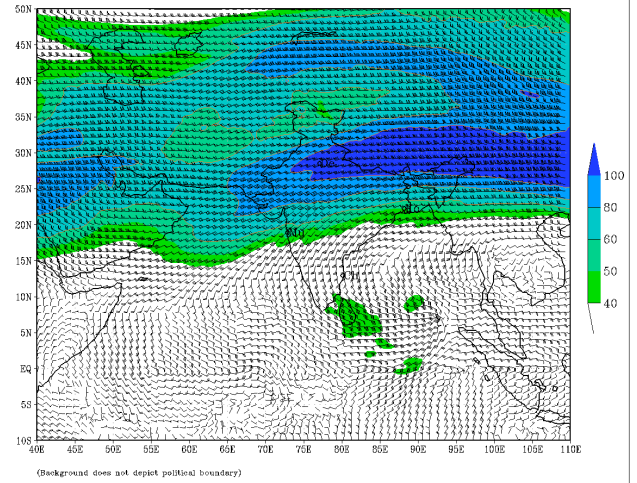 50N
45N
40N
35N
30N
25N
20N
15N
10N
5N
EQ
5S
10S
40E 45E 50E 55E 60E 65E 70E 75E 80E 85E 90E 95E 100E 105E 110E
100
80
60
50
40
(Background does not depict political boundary)